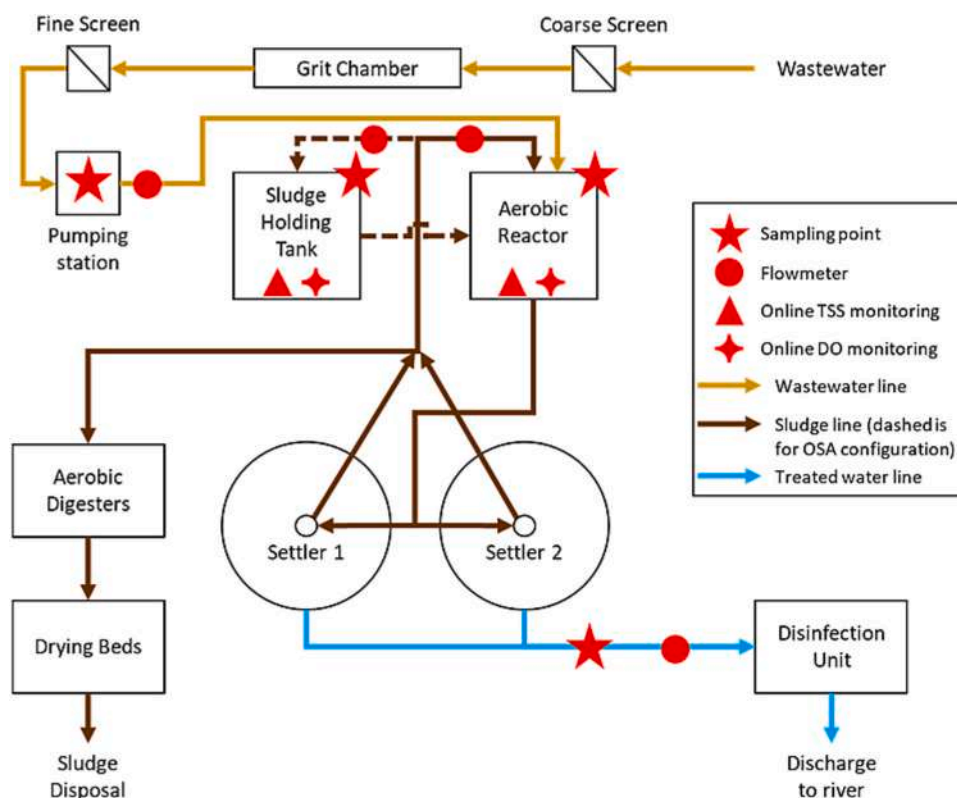 Fine Screen
Coarse Screen
Grit Chamber
Wastewater
Pumping
station
Sludge
Holding
Tank
Aerobic
Reactor
Sampling point
Flowmeter
Online TSS monitoring
Online DO monitoring
Wastewater line
Sludge line (dashed is
for OSA configuration)
Treated water line
Aerobic
Digesters
Settler 1
Settler 2
Drying Beds
Disinfection
Unit
Sludge
Disposal
Discharge
to river